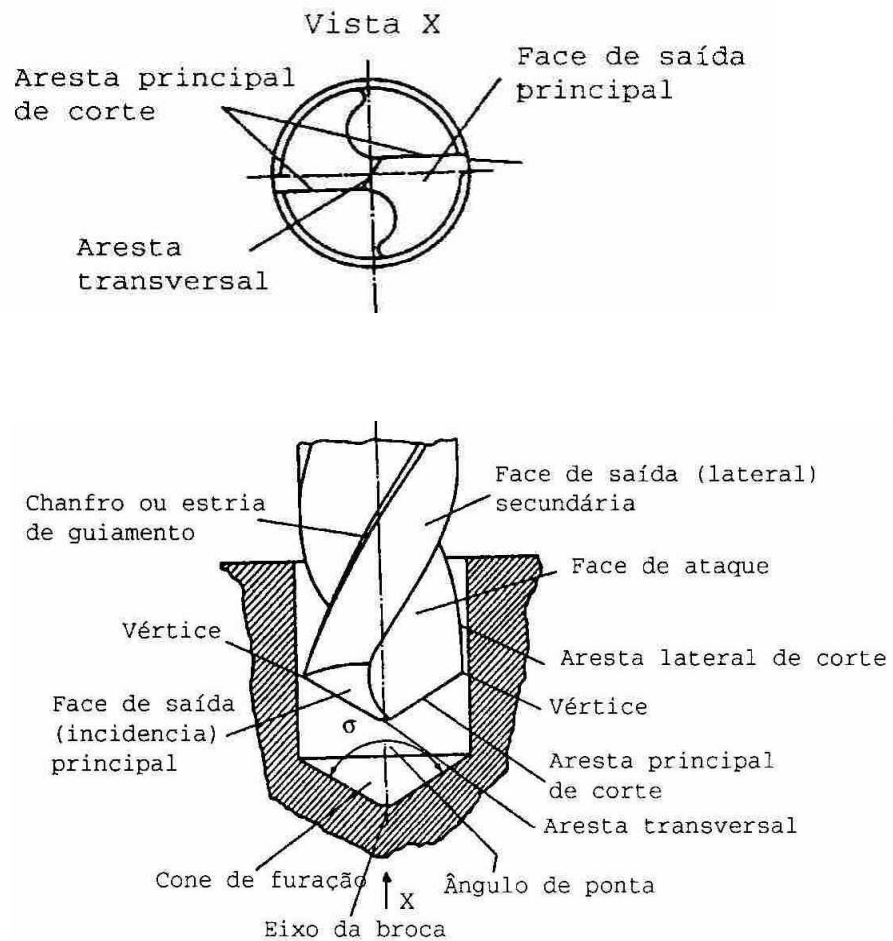 Vista X
Aresta principal
de corte
Face de saída
principal
Aresta
transversal
Chanfro ou estria
de guiamento
Face de saída (lateral)
secundária
Face de ataque
Vértice
Aresta lateral de corte
Face de saída
(incidencia)
principal
σ
Vértice
Aresta principal
de corte
Aresta transversal
Cone de furação
X
Ângulo de ponta
Eixo da broca